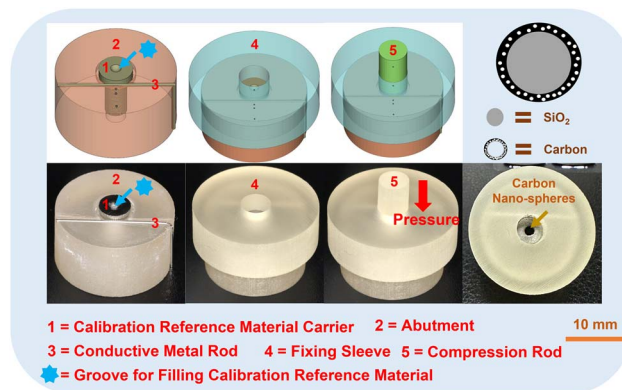 2
1
3
4
5
= SiO₂
= Carbon
2
1
3
4
5
Pressure
Carbon
Nano-spheres
1 = Calibration Reference Material Carrier 2 = Abutment
10 mm
3 = Conductive Metal Rod 4 = Fixing Sleeve 5 = Compression Rod
= Groove for Filling Calibration Reference Material